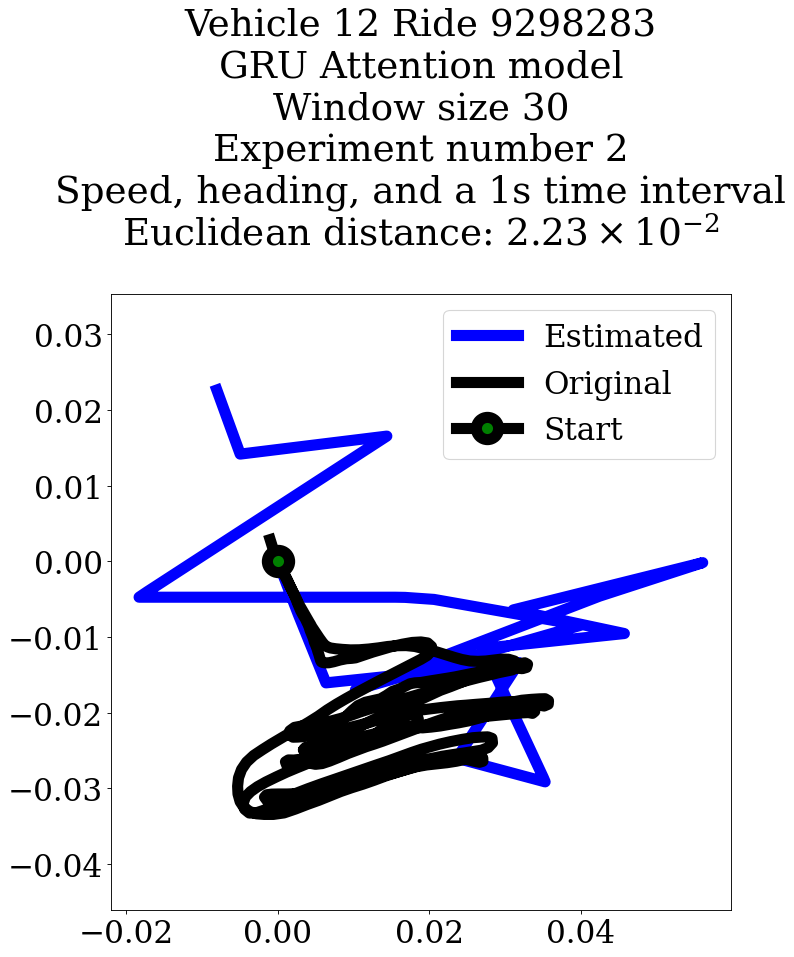 Vehicle 12 Ride 9298283
GRU Attention model
Window size 30
Experiment number 2
Speed, heading, and a 1s time interval
Euclidean distance: 2.23 × 10⁻²
Estimated
Original
Start
0.03
0.02
0.01
0.00
−0.01
−0.02
−0.03
−0.04
−0.02 0.00 0.02 0.04